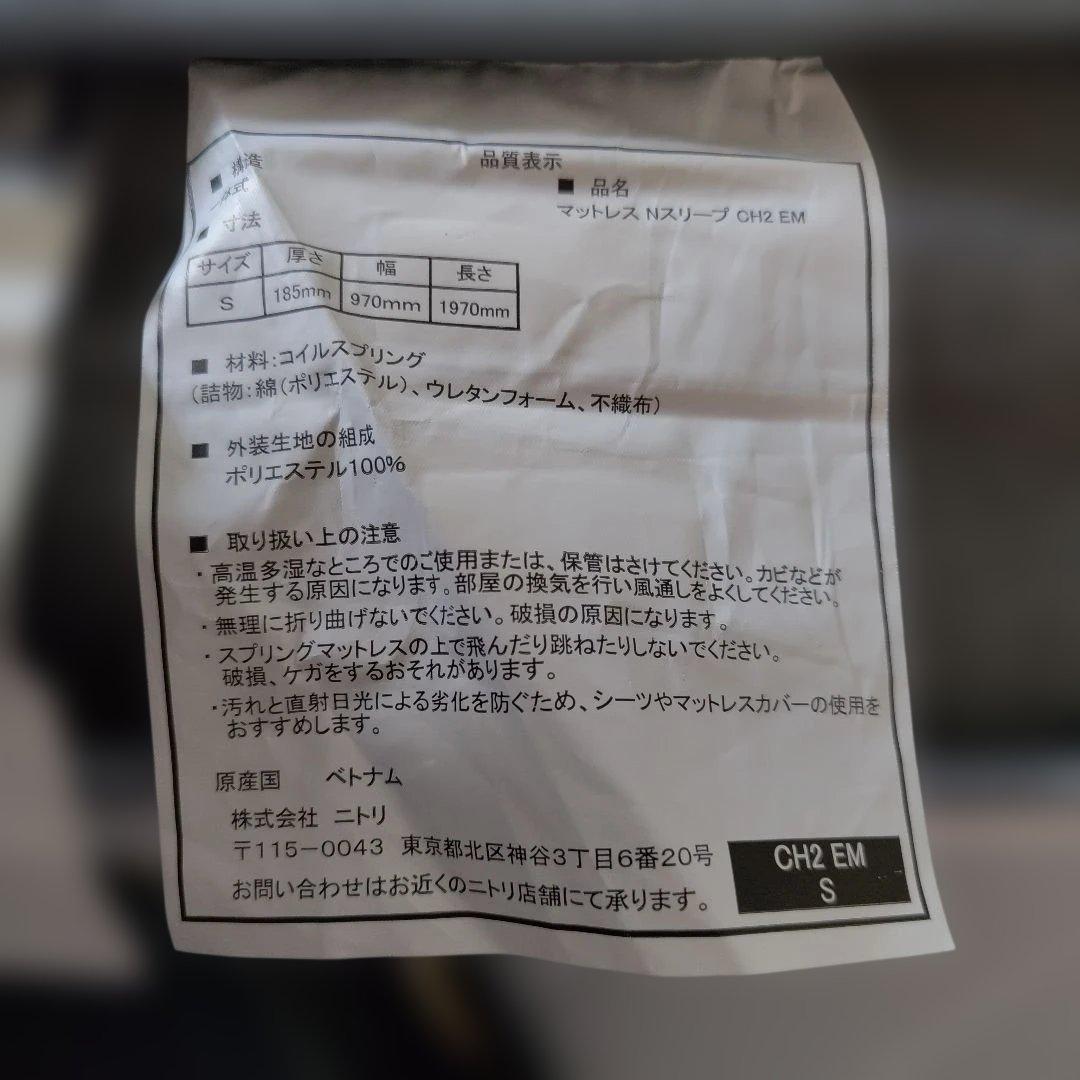 品質表示
■ 構造
一体式
■ 品名
マットレス Nスリープ CH2 EM
■ 寸法
サイズ 厚さ 幅 長さ
S 185mm 970mm 1970mm
■ 材料:コイルスプリング
(詰物:綿(ポリエステル)、ウレタンフォーム、不織布)
■ 外装生地の組成
ポリエステル100%
■ 取り扱い上の注意
・高温多湿なところでのご使用または、保管はさけてください。カビなどが
発生する原因になります。部屋の換気を行い風通しをよくしてください。
・無理に折り曲げないでください。破損の原因になります。
・スプリングマットレスの上で飛んだり跳ねたりしないでください。
破損、ケガをするおそれがあります。
・汚れと直射日光による劣化を防ぐため、シーツやマットレスカバーの使用を
おすすめします。
原産国 ベトナム
株式会社 ニトリ
〒115-0043 東京都北区神谷3丁目6番20号
お問い合わせはお近くのニトリ店舗にて承ります。
CH2 EM
S